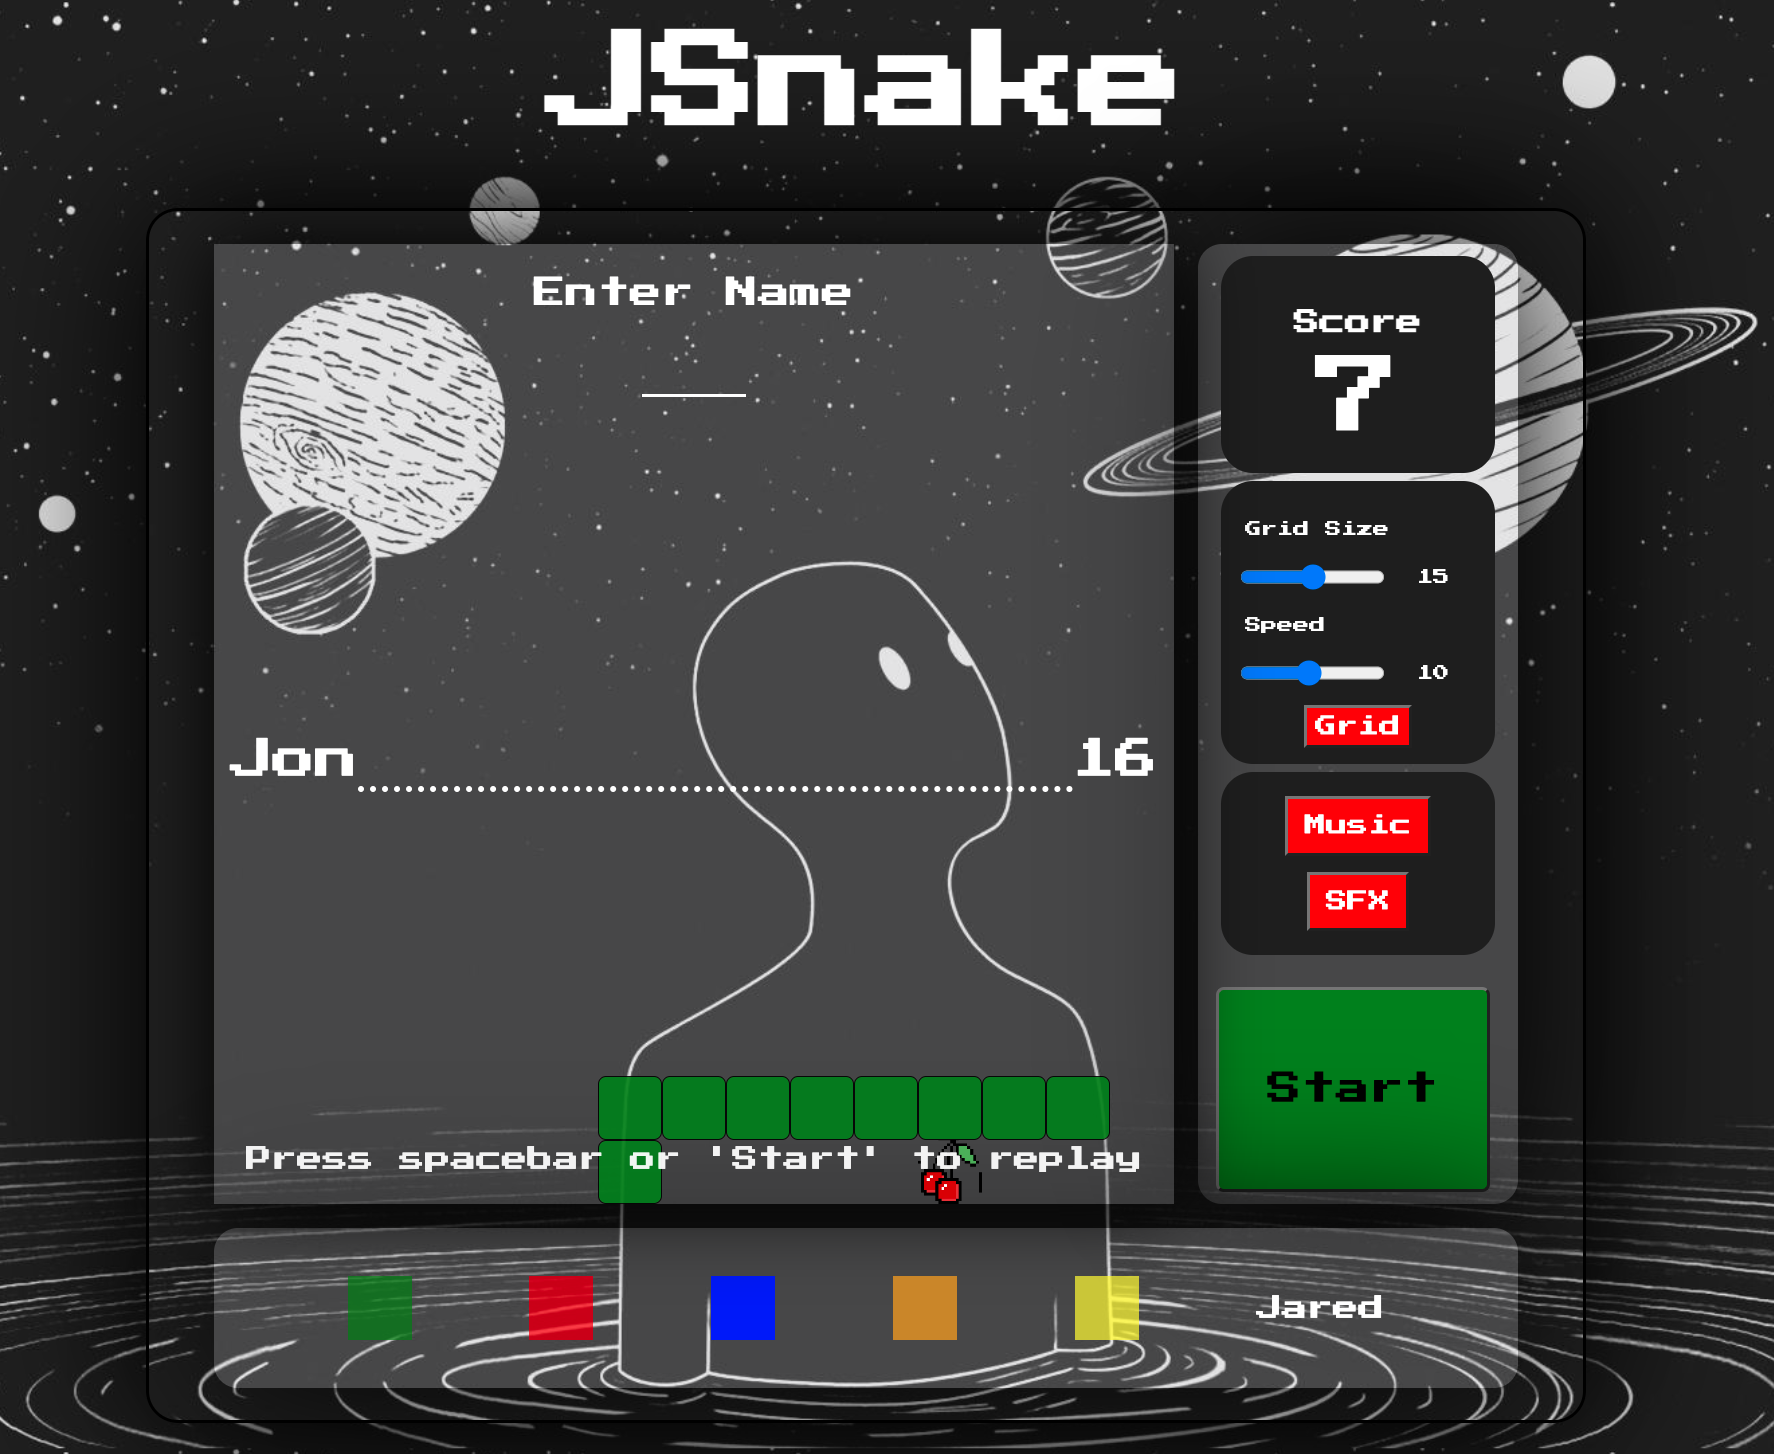 JSnake
Enter Name
Jon 16
Press spacebar or 'Start' to replay
Score
7
Grid Size
15
Speed
10
Grid
Music
SFX
Start
Jared